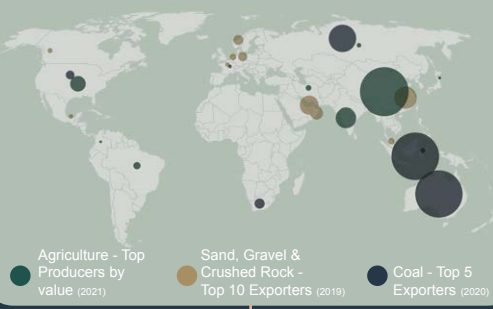 Agriculture - Top
Producers by
value (2021)
Sand, Gravel &
Crushed Rock -
Top 10 Exporters (2019)
Coal - Top 5
Exporters (2020)